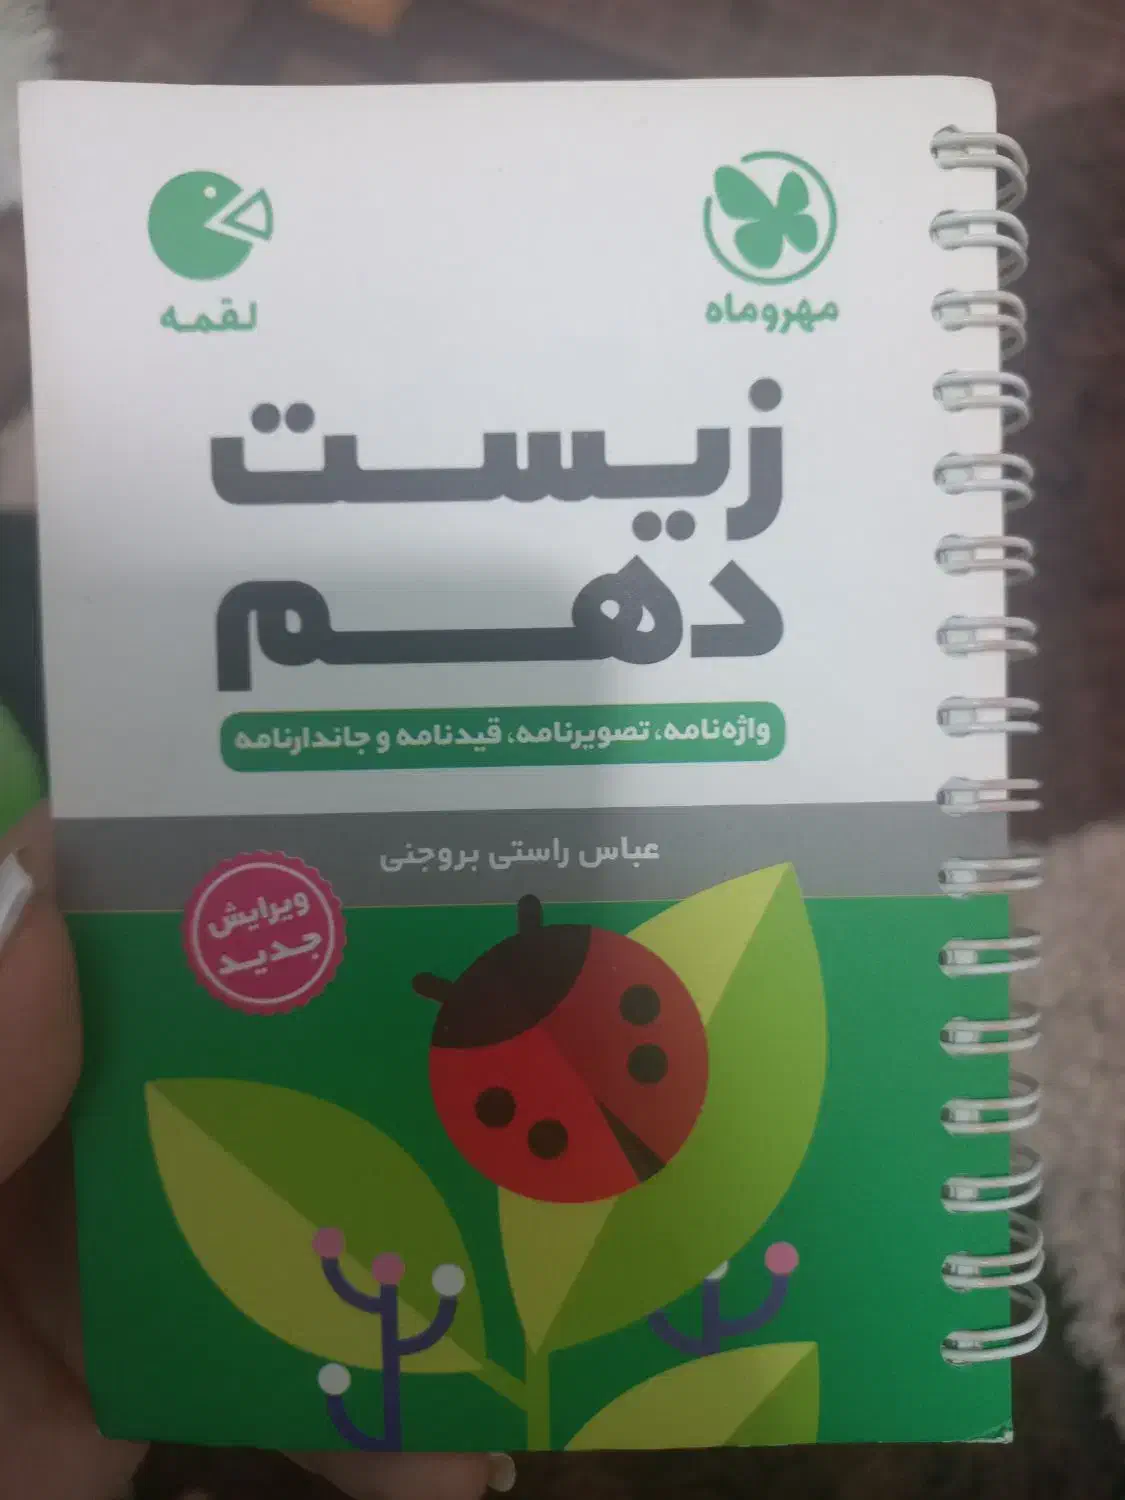 مهروماه
لقمه
زیست
دهم
واژه‌نامه، تصویرنامه، قیدنامه و جاندارنامه
عباس راستی بروجنی
ویرایش
جدید